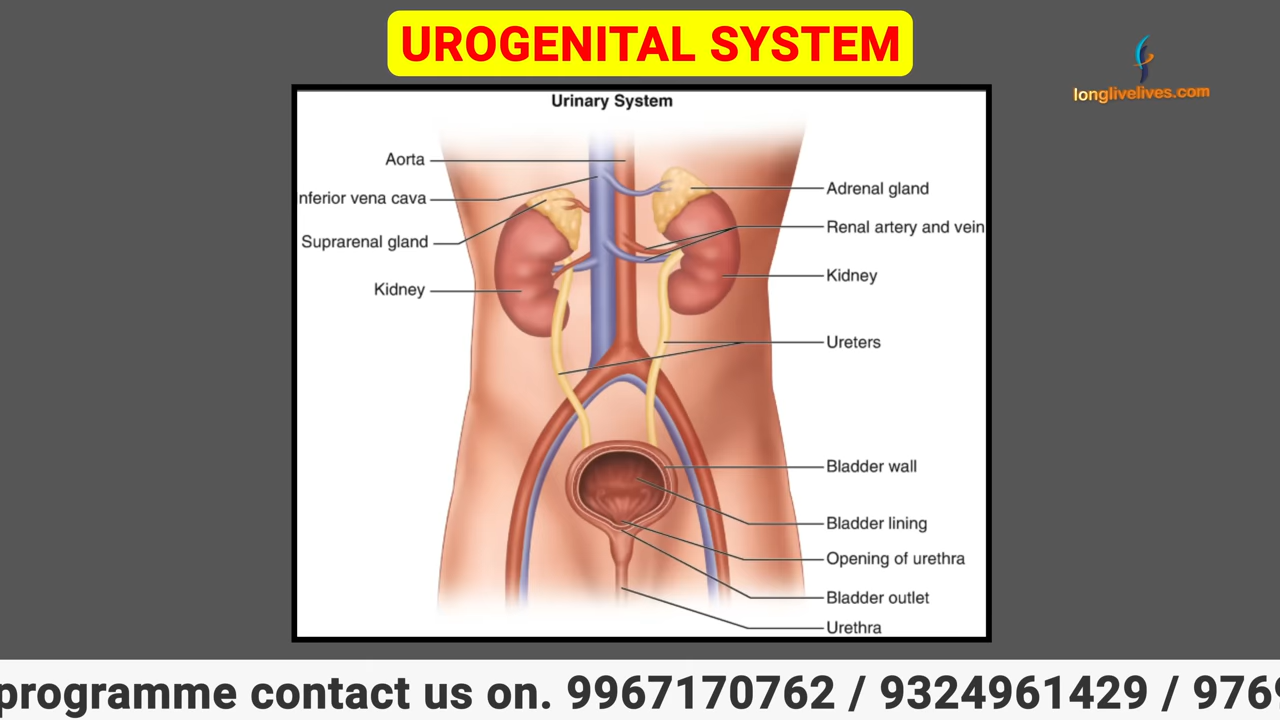 UROGENITAL SYSTEM
longlivelives.com
Urinary System
Aorta
nferior vena cava
Suprarenal gland
Kidney
Adrenal gland
Renal artery and vein
Kidney
Ureters
Bladder wall
Bladder lining
Opening of urethra
Bladder outlet
Urethra
programme contact us on. 9967170762 / 9324961429 / 976